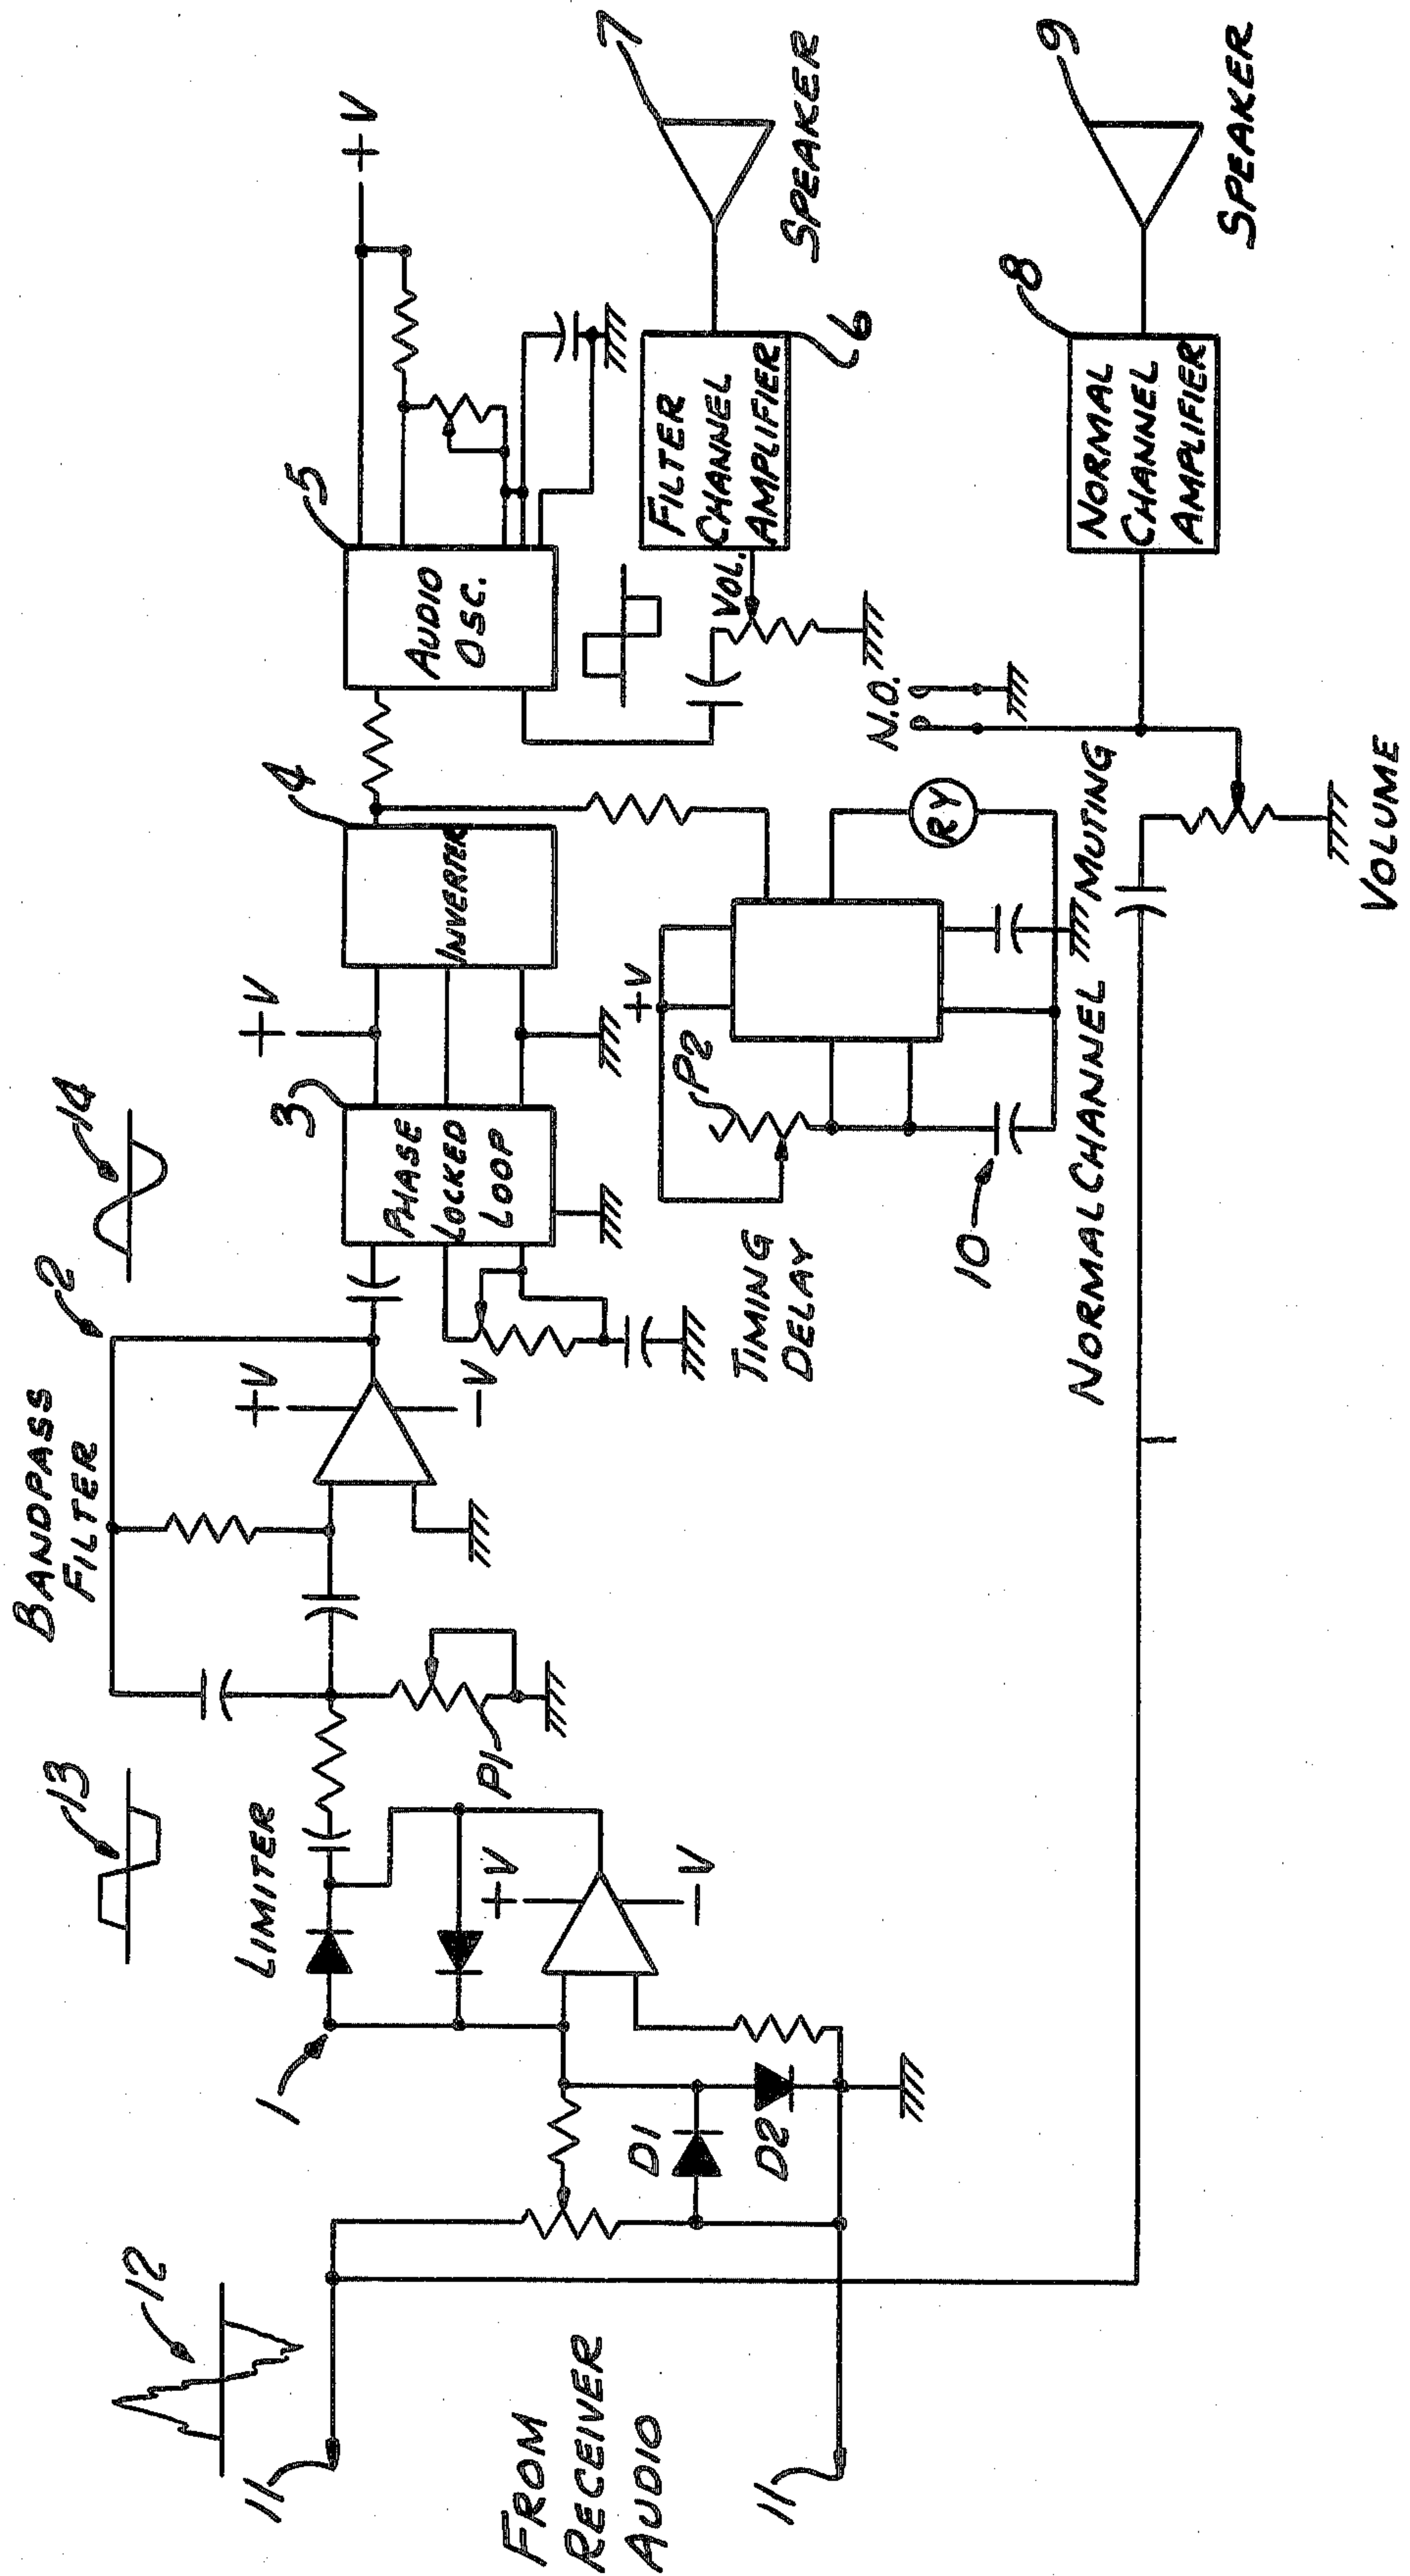 12
11
FROM
RECEIVER
AUDIO
11
13
LIMITER
1
D1
D2
+V
-V
P1
BANDPASS
FILTER
2
14
+V
-V
3
PHASE
LOCKED
LOOP
+V
4
INVERTER
5
AUDIO
OSC.
+V
TIMING
DELAY
P2
+V
10
RY
NORMAL CHANNEL MUTING
N.O.
VOL.
FILTER
CHANNEL
AMPLIFIER
6
7
SPEAKER
VOLUME
NORMAL
CHANNEL
AMPLIFIER
8
9
SPEAKER